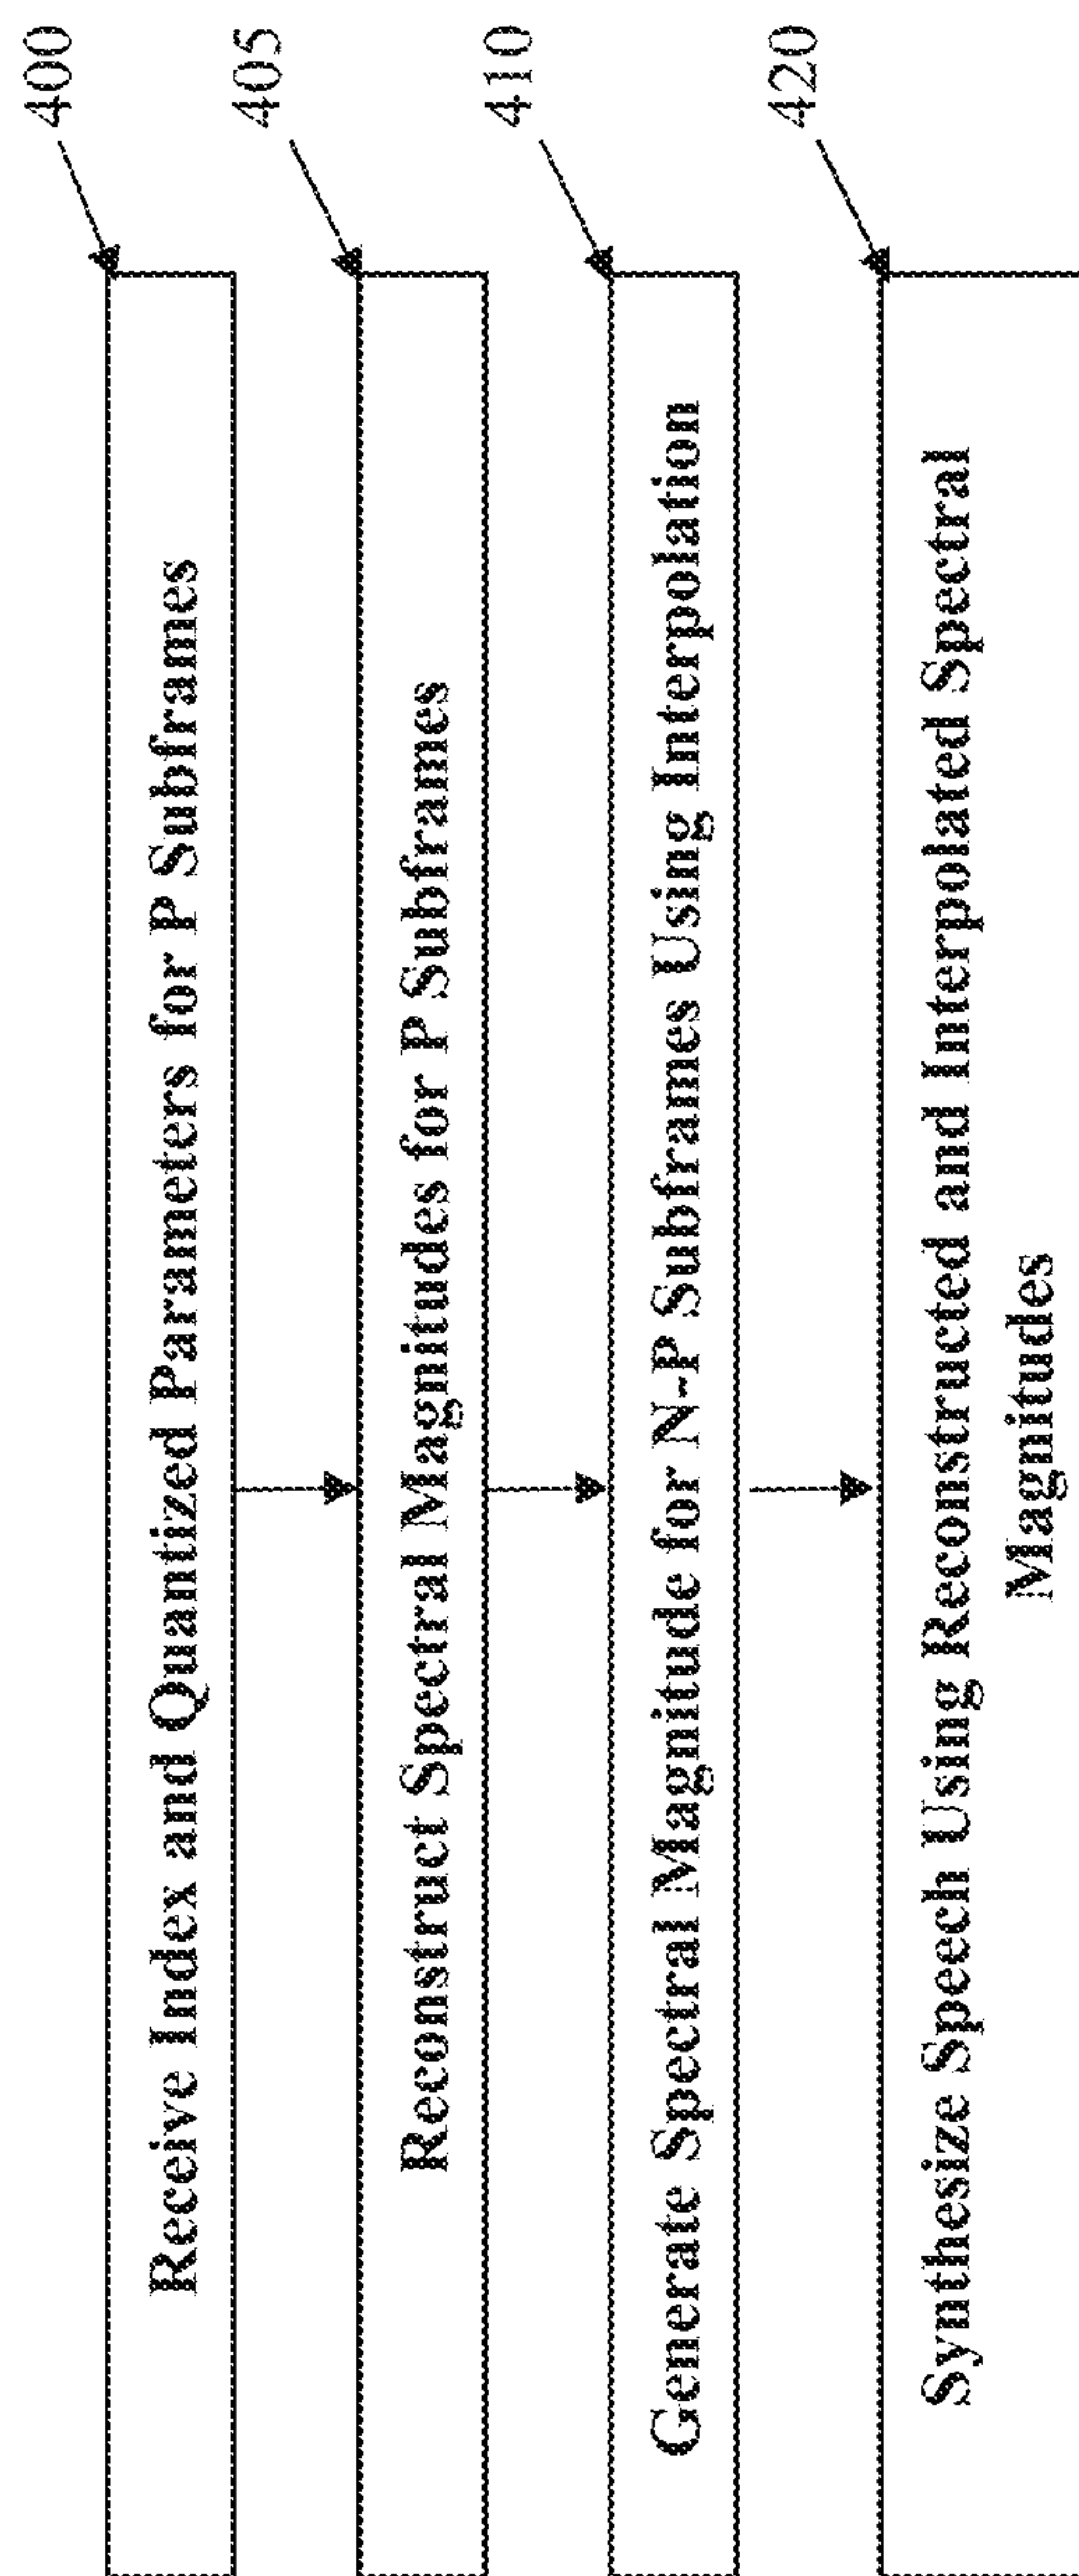 400
Receive Index and Quantized Parameters for P Subframes
405
Reconstruct Spectral Magnitudes for P Subframes
410
Generate Spectral Magnitude for N-P Subframes Using Interpolation
420
Synthesize Speech Using Reconstructed and Interpolated Spectral
Magnitudes